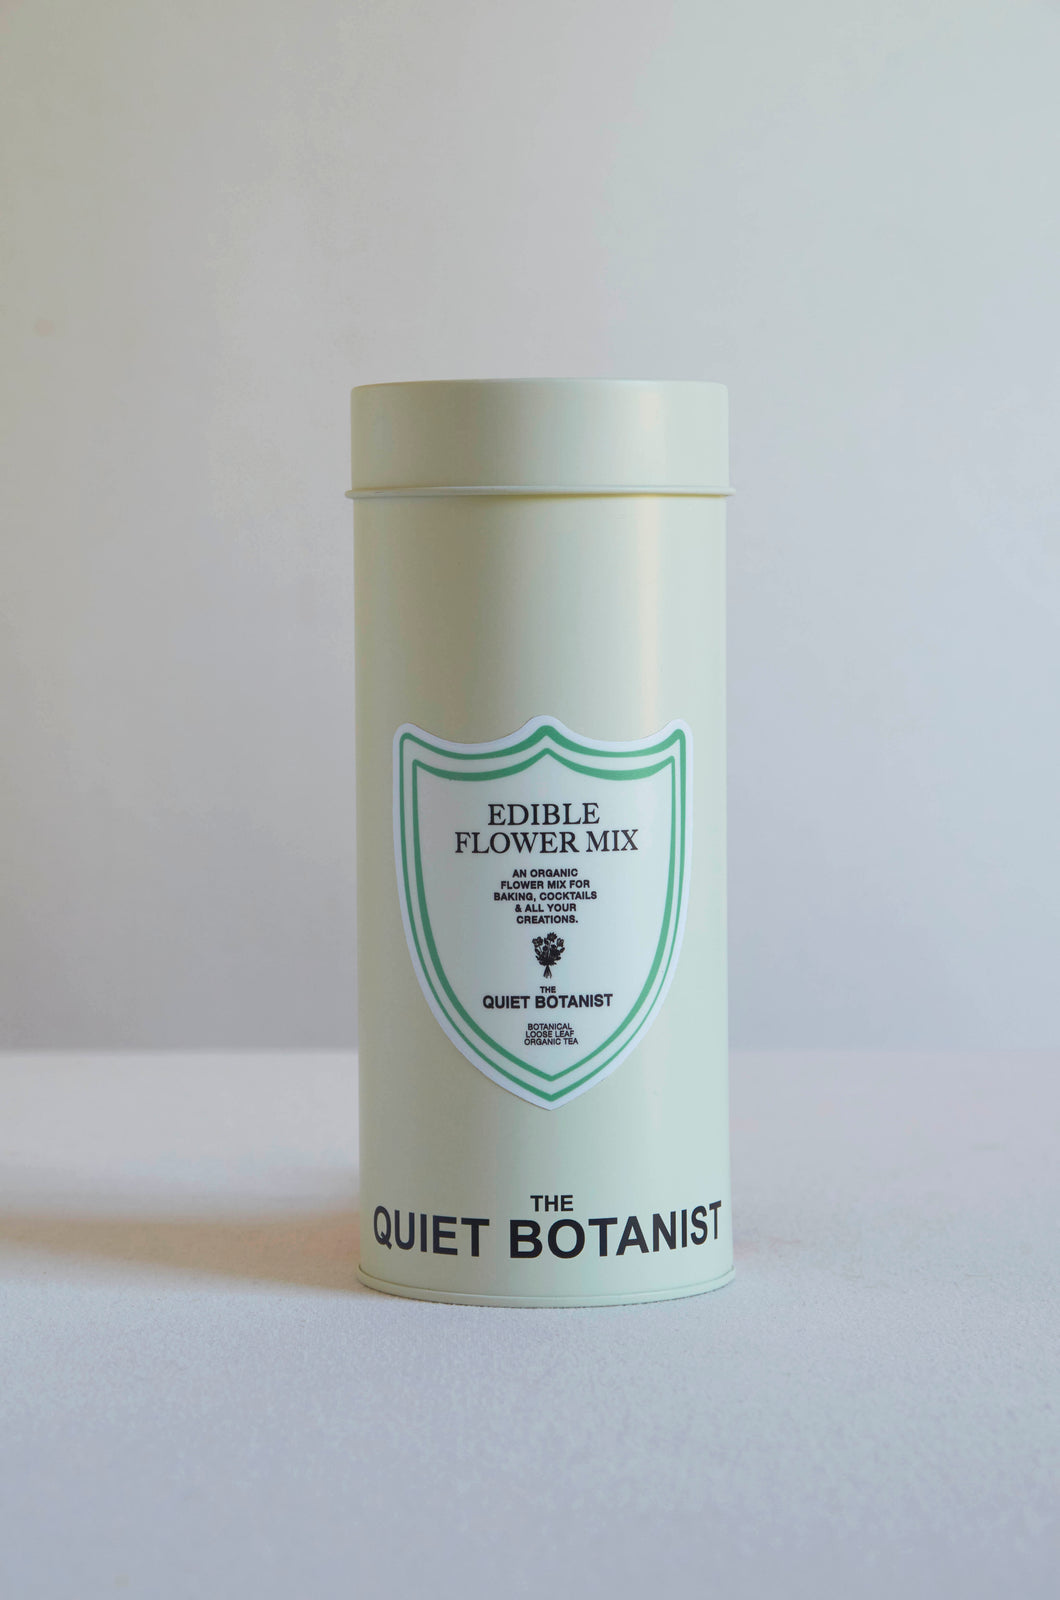 EDIBLE
FLOWER MIX
AN ORGANIC
FLOWER MIX FOR
BAKING, COCKTAILS
& ALL YOUR
CREATIONS.
THE
QUIET BOTANIST
BOTANICAL
LOOSE LEAF
ORGANIC TEA
THE
QUIET BOTANIST